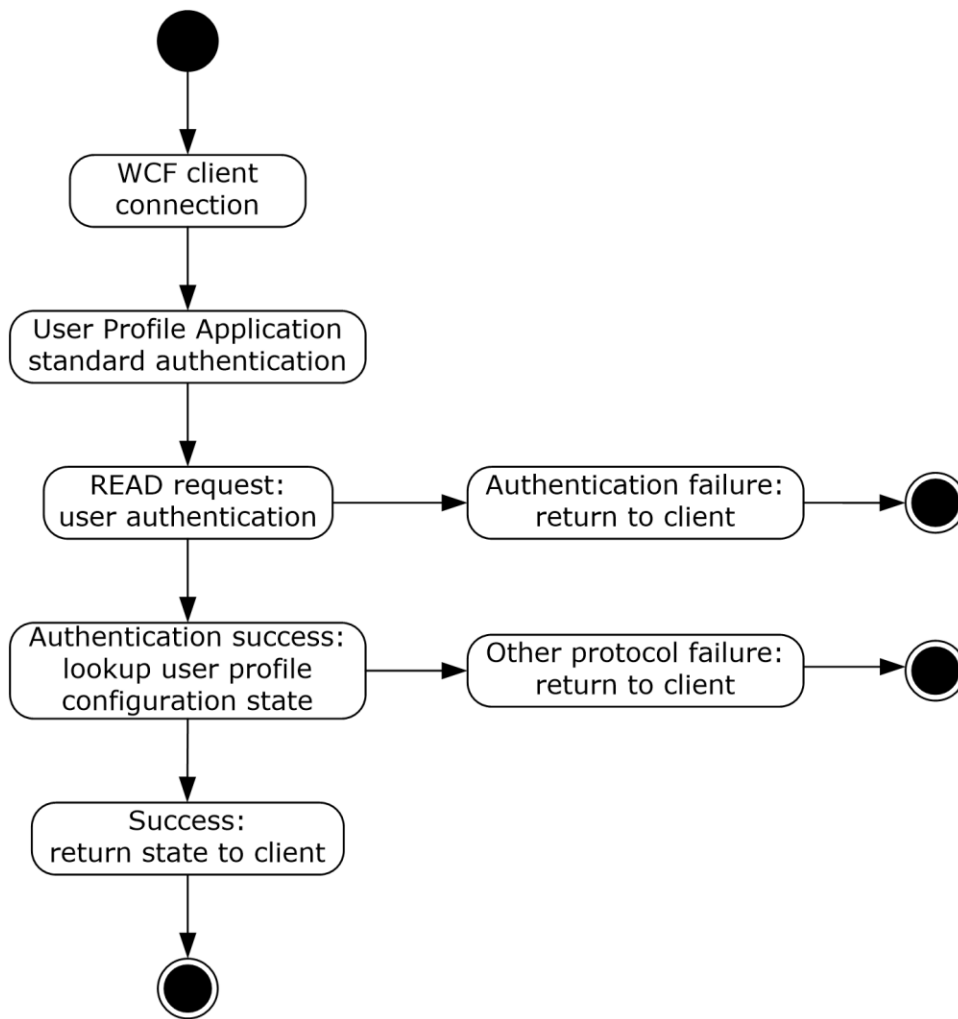 WCF client
connection
User Profile Application
standard authentication
READ request:
user authentication
Authentication failure:
return to client
Authentication success:
lookup user profile
configuration state
Other protocol failure:
return to client
Success:
return state to client